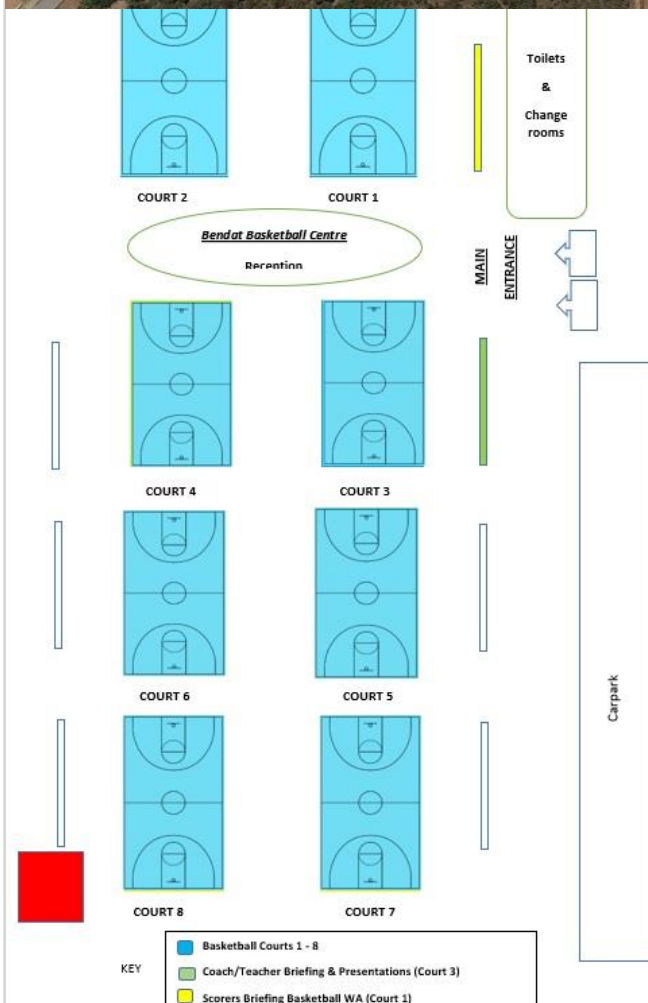 Toilets
&
Change
rooms
COURT 2
COURT 1
Bendat Basketball Centre
Reception
MAIN
ENTRANCE
COURT 4
COURT 3
COURT 6
COURT 5
Carpark
COURT 8
COURT 7
KEY
Basketball Courts 1 - 8
Coach/Teacher Briefing & Presentations (Court 3)
Scorers Briefing Basketball WA (Court 1)